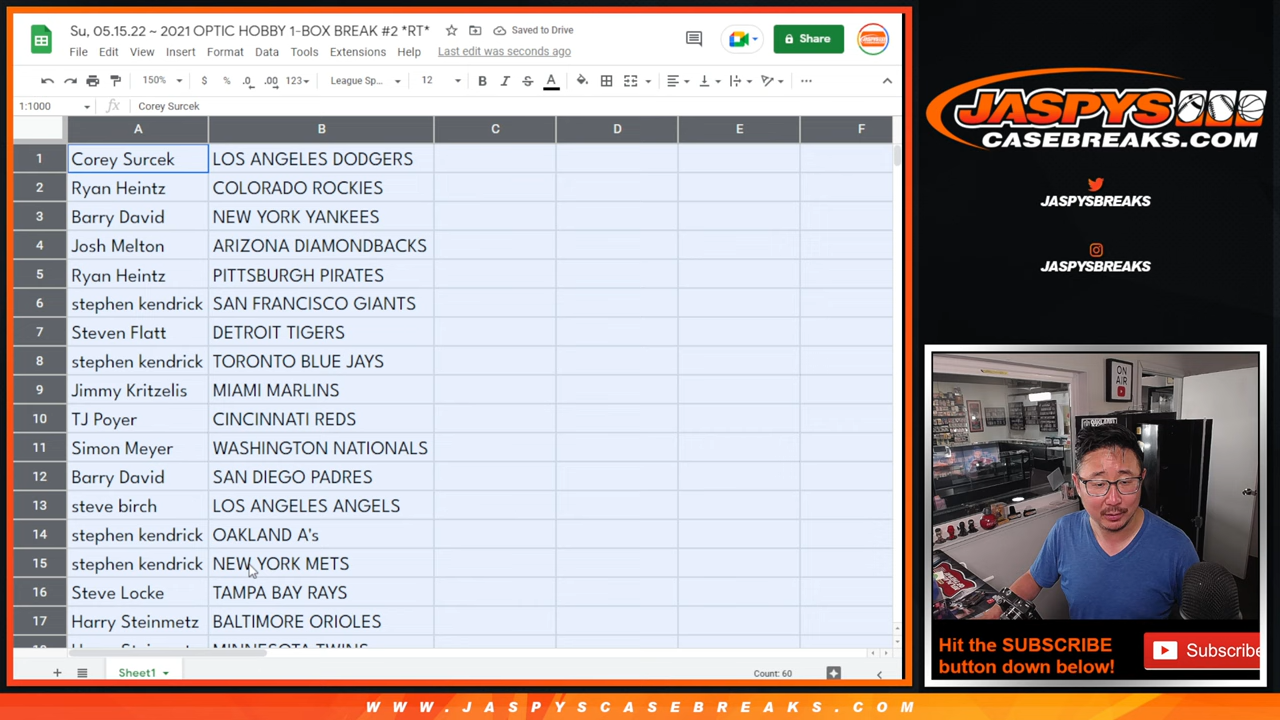 Su, 05.15.22 ~ 2021 OPTIC HOBBY 1-BOX BREAK #2 *RT*
Saved to Drive
File Edit View Insert Format Data Tools Extensions Help Last edit was seconds ago
Share
150% $ % .0 .00 123 League Sp... 12 B I S A
1:1000 fx Corey Surcek
A B C D E F
1 Corey Surcek LOS ANGELES DODGERS
2 Ryan Heintz COLORADO ROCKIES
3 Barry David NEW YORK YANKEES
4 Josh Melton ARIZONA DIAMONDBACKS
5 Ryan Heintz PITTSBURGH PIRATES
6 stephen kendrick SAN FRANCISCO GIANTS
7 Steven Flatt DETROIT TIGERS
8 stephen kendrick TORONTO BLUE JAYS
9 Jimmy Kritzelis MIAMI MARLINS
10 TJ Poyer CINCINNATI REDS
11 Simon Meyer WASHINGTON NATIONALS
12 Barry David SAN DIEGO PADRES
13 steve birch LOS ANGELES ANGELS
14 stephen kendrick OAKLAND A's
15 stephen kendrick NEW YORK METS
16 Steve Locke TAMPA BAY RAYS
17 Harry Steinmetz BALTIMORE ORIOLES
Sheet1
Count: 60
JASPYS
CASEBREAKS.COM
JASPYSBREAKS
JASPYSBREAKS
ON
AIR
Hit the SUBSCRIBE
button down below!
Subscribe
WWW.JASPYSCASEBREAKS.COM